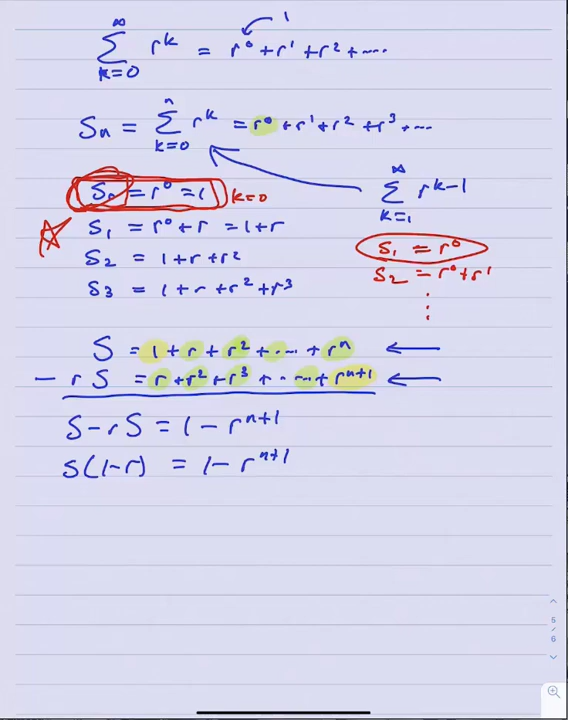 1
∞
∑ r^k = r^0 + r^1 + r^2 + ....
k=0
n
S_n = ∑ r^k = r^0 + r^1 + r^2 + r^3 + ...
k=0
∞
∑ r^{k-1}
k=1
S_0 = r^0 = 1 k=0
S_1 = r^0 + r = 1 + r
S_2 = 1 + r + r^2
S_3 = 1 + r + r^2 + r^3
S_1 = r^0
S_2 = r^0 + r^1
⋮
S = 1 + r + r^2 + .... + r^n ←
− r S = r + r^2 + r^3 + .... + r^{n+1} ←
S − r S = 1 − r^{n+1}
S(1−r) = 1 − r^{n+1}
5
/
6